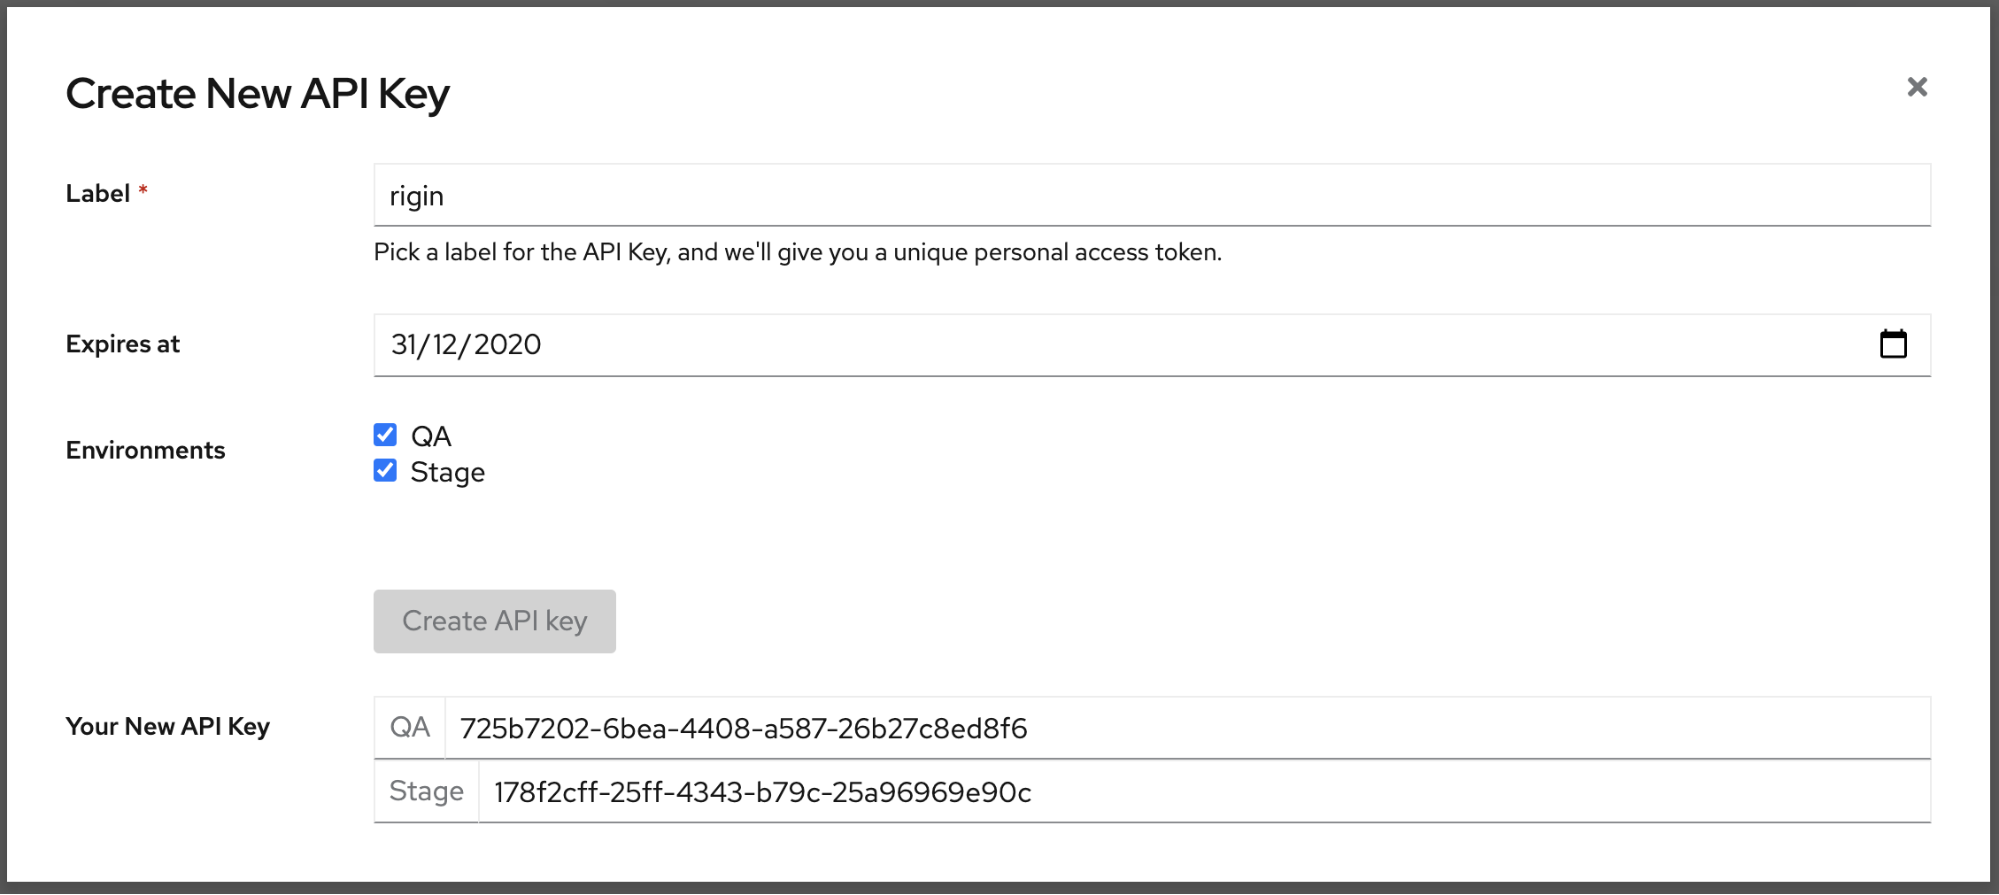 Create New API Key
Label *
rigin
Pick a label for the API Key, and we'll give you a unique personal access token.
Expires at
31/12/2020
Environments
QA
Stage
Create API key
Your New API Key
QA 725b7202-6bea-4408-a587-26b27c8ed8f6
Stage 178f2cff-25ff-4343-b79c-25a96969e90c